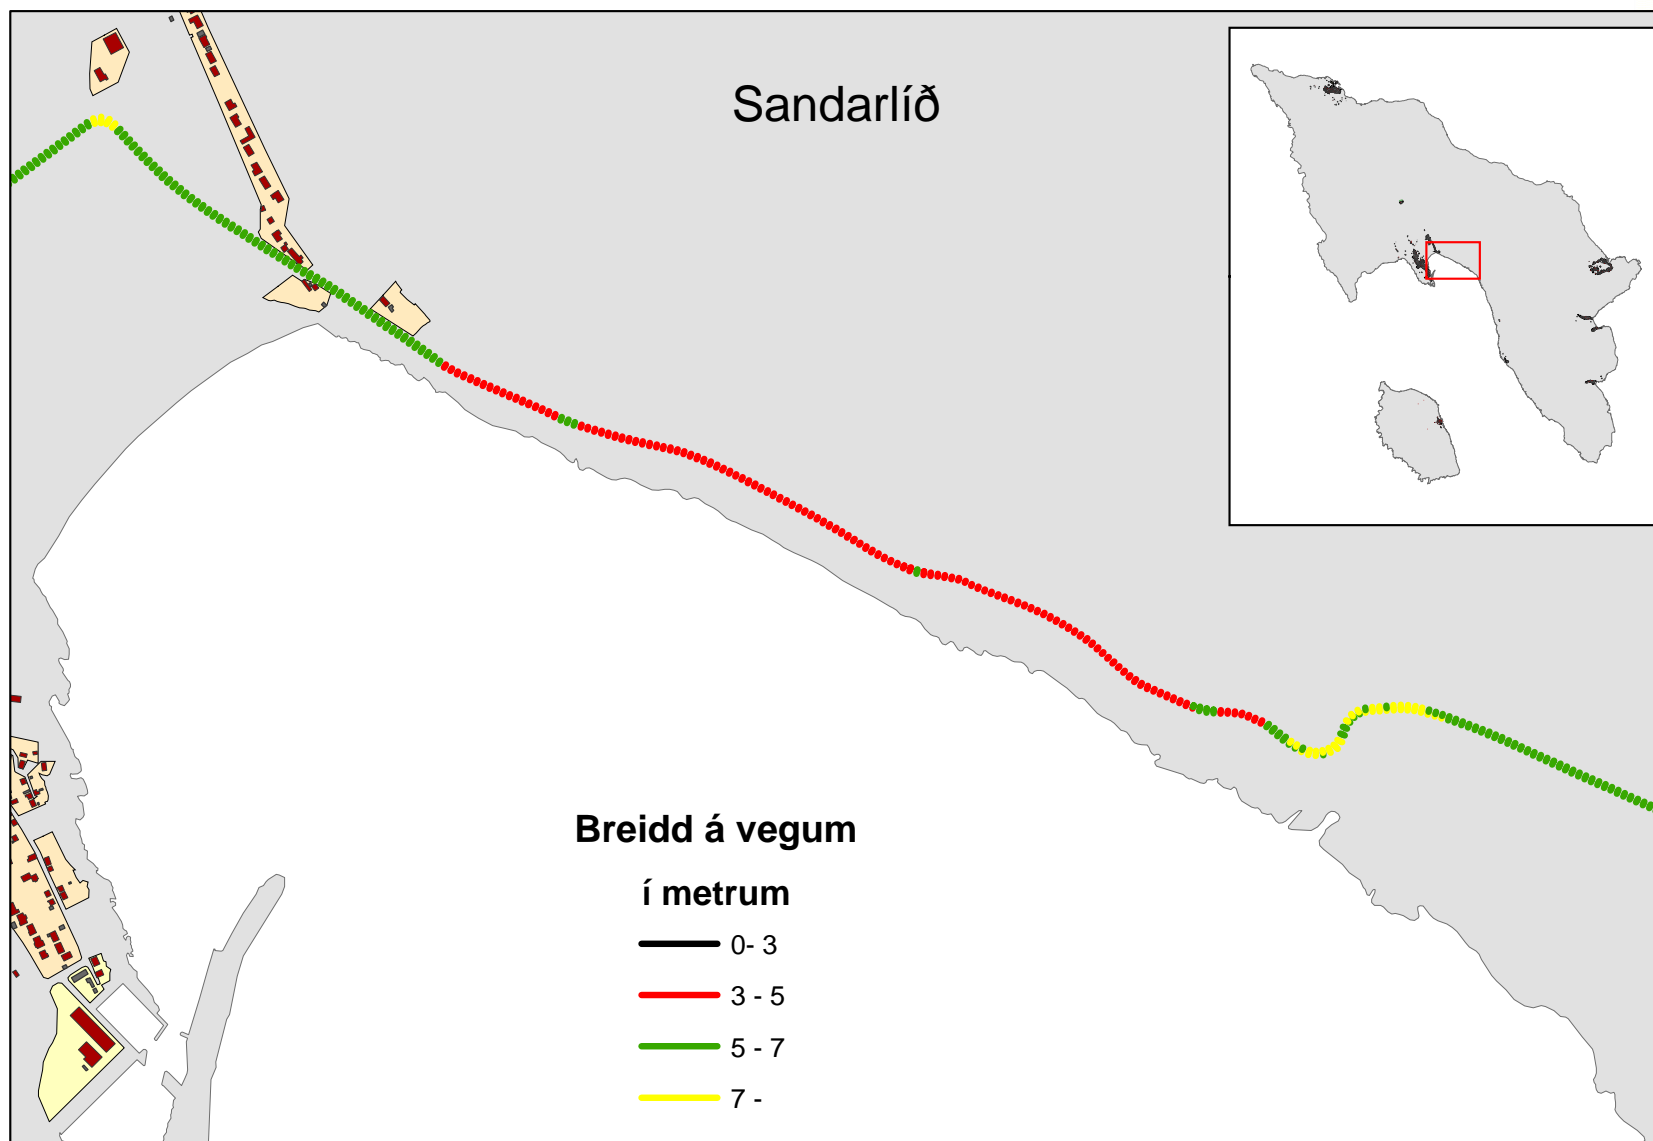 Sandarlíð
Breidd á vegum
í metrum
0- 3
3 - 5
5 - 7
7 -